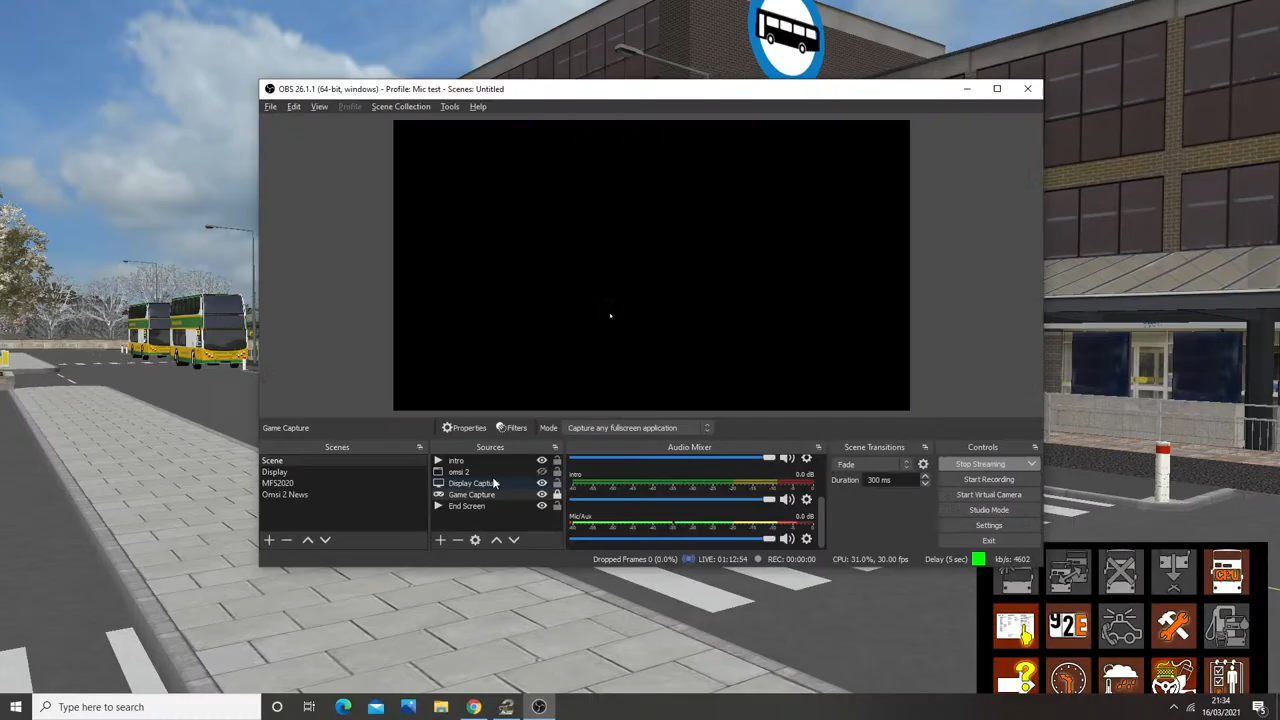 OBS 26.1.1 (64-bit, windows) - Profile: Mic test - Scenes: Untitled
File Edit View Profile Scene Collection Tools Help
Game Capture Properties Filters Mode Capture any fullscreen application
Scenes Sources Audio Mixer Scene Transitions Controls
Scene
Display
MFS2020
Omsi 2 News
intro
omsi 2
Display Captu
Game Capture
End Screen
intro 0.0 dB
Mic/Aux 0.0 dB
Fade
Duration 300 ms
Stop Streaming
Start Recording
Start Virtual Camera
Studio Mode
Settings
Exit
Dropped Frames 0 (0.0%) LIVE: 01:12:54 REC: 00:00:00 CPU: 31.0%, 30.00 fps Delay (5 sec) kb/s: 4602
CPU
92E
Type here to search
21:34
16/03/2021
5